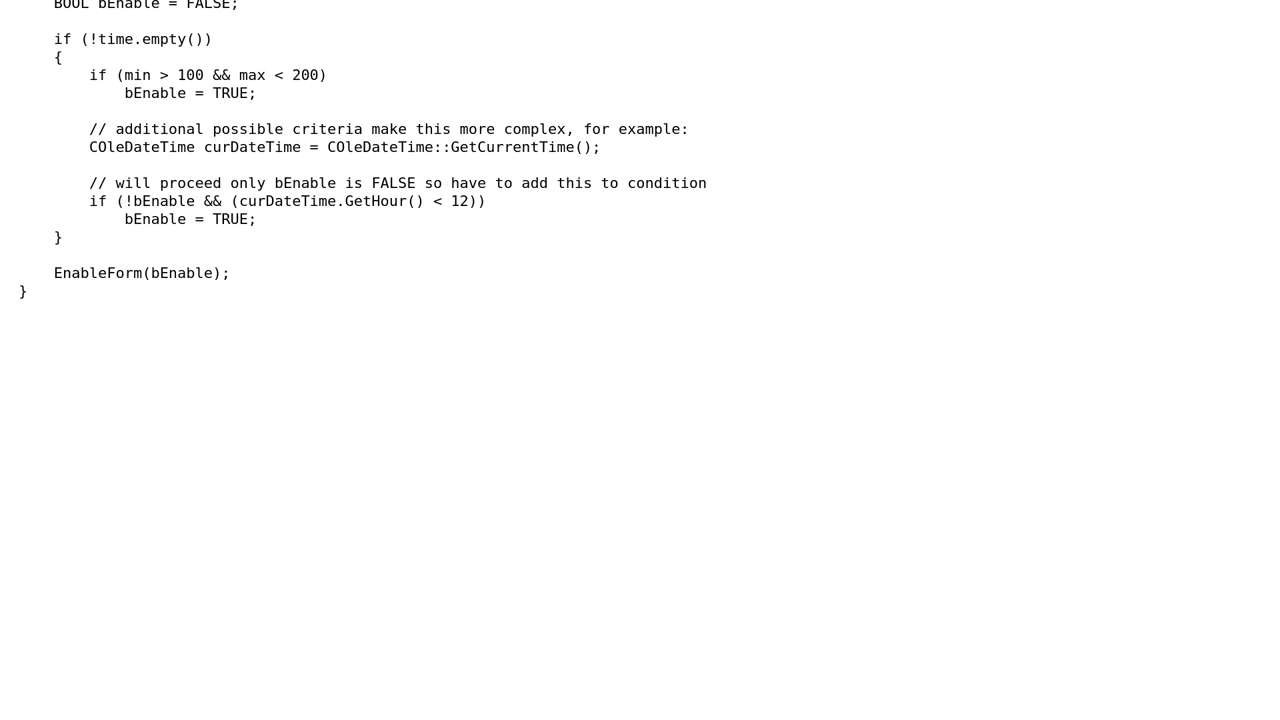 BOOL bEnable = FALSE;

    if (!time.empty())
    {
        if (min > 100 && max < 200)
            bEnable = TRUE;

        // additional possible criteria make this more complex, for example:
        COleDateTime curDateTime = COleDateTime::GetCurrentTime();

        // will proceed only bEnable is FALSE so have to add this to condition
        if (!bEnable && (curDateTime.GetHour() < 12))
            bEnable = TRUE;
    }

    EnableForm(bEnable);
}